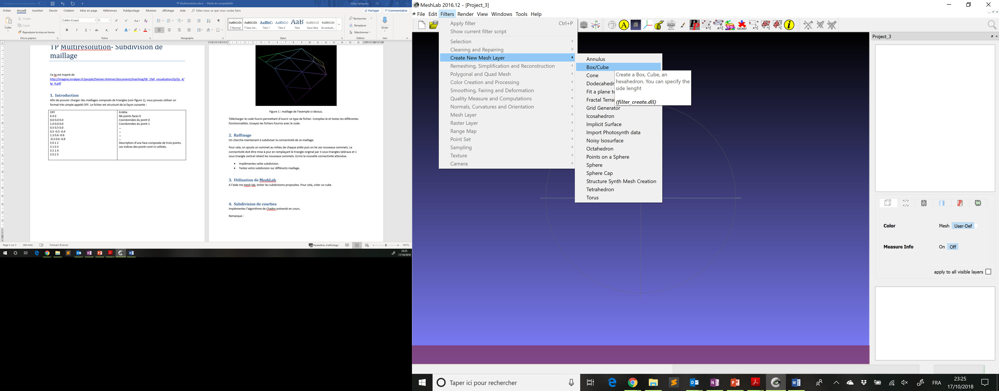 Enregistrement automatique
TP Multiresolution.docx - Mode de compatibilité
Gilles Gesquière
Fichier Accueil Insertion Dessin Création Mise en page Références Publipostage Révision Affichage Aide Dites-nous ce que vous voulez faire
Partager Commentaires
Coller
Couper
Copier
Reproduire la mise en forme
Presse-papiers
Calibri (Corps) 11
Police
Paragraphe
AaBbCcDc AaBbCcDc AaBbC AaBbCcl AaB AaBbCcD AaBbCcDt
¶ Normal ¶ Sans int... Titre 1 Titre 2 Titre Sous-titre Accentuat...
Styles
Rechercher
Remplacer
Sélectionner
Édition
Dicter
Voix
TP Multirésolution- Subdivision de
maillage
Ce tp est inspiré de
http://imagine.inrialpes.fr/people/Damien.Rohmer/documents/teaching/08_1fall_visualization/tp/tp_4/
tp_4.pdf
1. Introduction
Afin de pouvoir charger des maillages composés de triangles (voir figure 1), vous pouvez utiliser un
format très simple appelé OFF. Le fichier est structuré de la façon suivante :
OFF
6 4 0
0.0 0.0 0.0
1.0 0.0 0.0
0.5 0.5 0.0
0.5 -0.5 -0.4
1.3 0.6 -0.6
-0.3 0.6 -0.8
3 0 1 2
3 1 0 3
3 2 1 4
3 0 2 5
Entête
Nb points faces 0
Coordonnées du point 0
Coordonnées du point 1
...
...
...
...
Description d'une face composée de trois points.
Les indices des points sont ici utilisés.
Figure 1 : maillage de l'exemple ci-dessus.
Télécharger le code fourni permettant d'ouvrir ce type de fichier. Compilez-le et testez les différentes
fonctionnalités. Essayez les fichiers fournis avec le code.
2. Raffinage
On cherche maintenant à subdiviser la connectivité de ce maillage.
Pour cela, on ajoute un sommet au milieu de chaque arête puis on lie ces nouveaux sommets. La
connectivité doit être mise à jour en remplaçant le triangle original par 3 sous-triangles latéraux et 1
sous-triangle central reliant les nouveaux sommets. Ecrire la nouvelle connectivité attendue.
• Implémentez cette subdivision.
• Testez votre subdivision sur différents maillage.
3. Utilisation de MeshLab
A l'aide me mesh lab, tester les subdivisions proposées. Pour cela, créer un cube
4. Subdivision de courbes
Implémentez l'algorithme de Chaikin présenté en cours.
Remarque :
Page 2 sur 3 266 mots Français (France) Paramètres d'affichage 100 %
23:25
17/10/2018
MeshLab 2016.12 - [Project_3]
File Edit Filters Render View Windows Tools Help
Apply filter Ctrl+P
Show current filter script
Selection
Cleaning and Repairing
Create New Mesh Layer
Remeshing, Simplification and Reconstruction
Polygonal and Quad Mesh
Color Creation and Processing
Smoothing, Fairing and Deformation
Quality Measure and Computations
Normals, Curvatures and Orientation
Mesh Layer
Raster Layer
Range Map
Point Set
Sampling
Texture
Camera
Annulus
Box/Cube
Cone
Dodecahedr
Fit a plane to
Fractal Terrai
Grid Generator
Icosahedron
Implicit Surface
Import Photosynth data
Noisy Isosurface
Octahedron
Points on a Sphere
Sphere
Sphere Cap
Structure Synth Mesh Creation
Tetrahedron
Torus
Create a Box, Cube, an
hexahedron. You can specify the
side lenght
(filter_create.dll)
GEOREF
Project_3
Color Mesh User-Def
Measure Info On Off
apply to all visible layers
Taper ici pour rechercher
FRA
23:25
17/10/2018